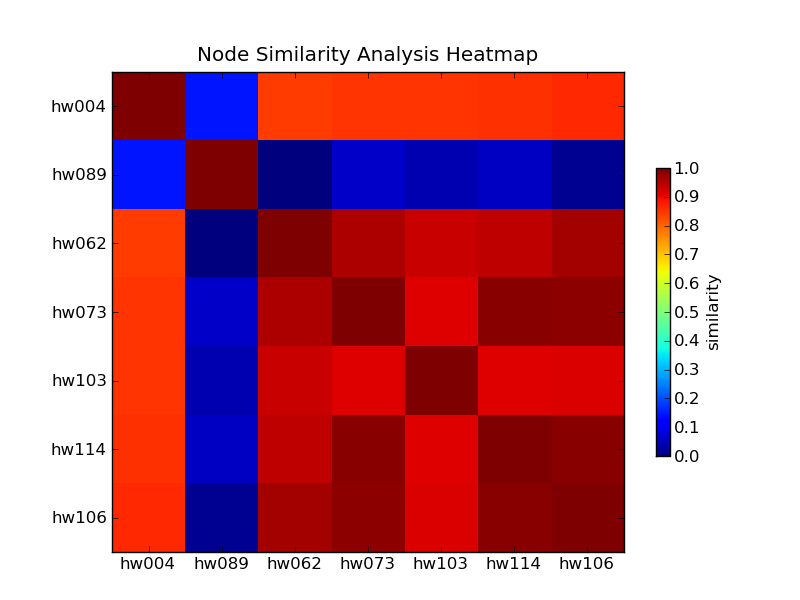 Node Similarity Analysis Heatmap
hw004
hw089
hw062
hw073
hw103
hw114
hw106
hw004 hw089 hw062 hw073 hw103 hw114 hw106
1.0
0.9
0.8
0.7
0.6
0.5
0.4
0.3
0.2
0.1
0.0
similarity